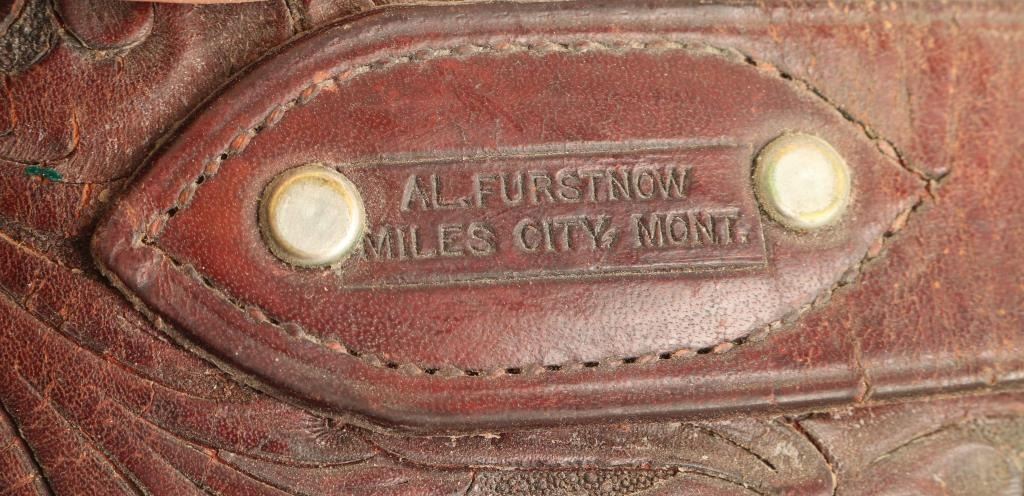 AL.FURSTNOW
MILES CITY, MONT.